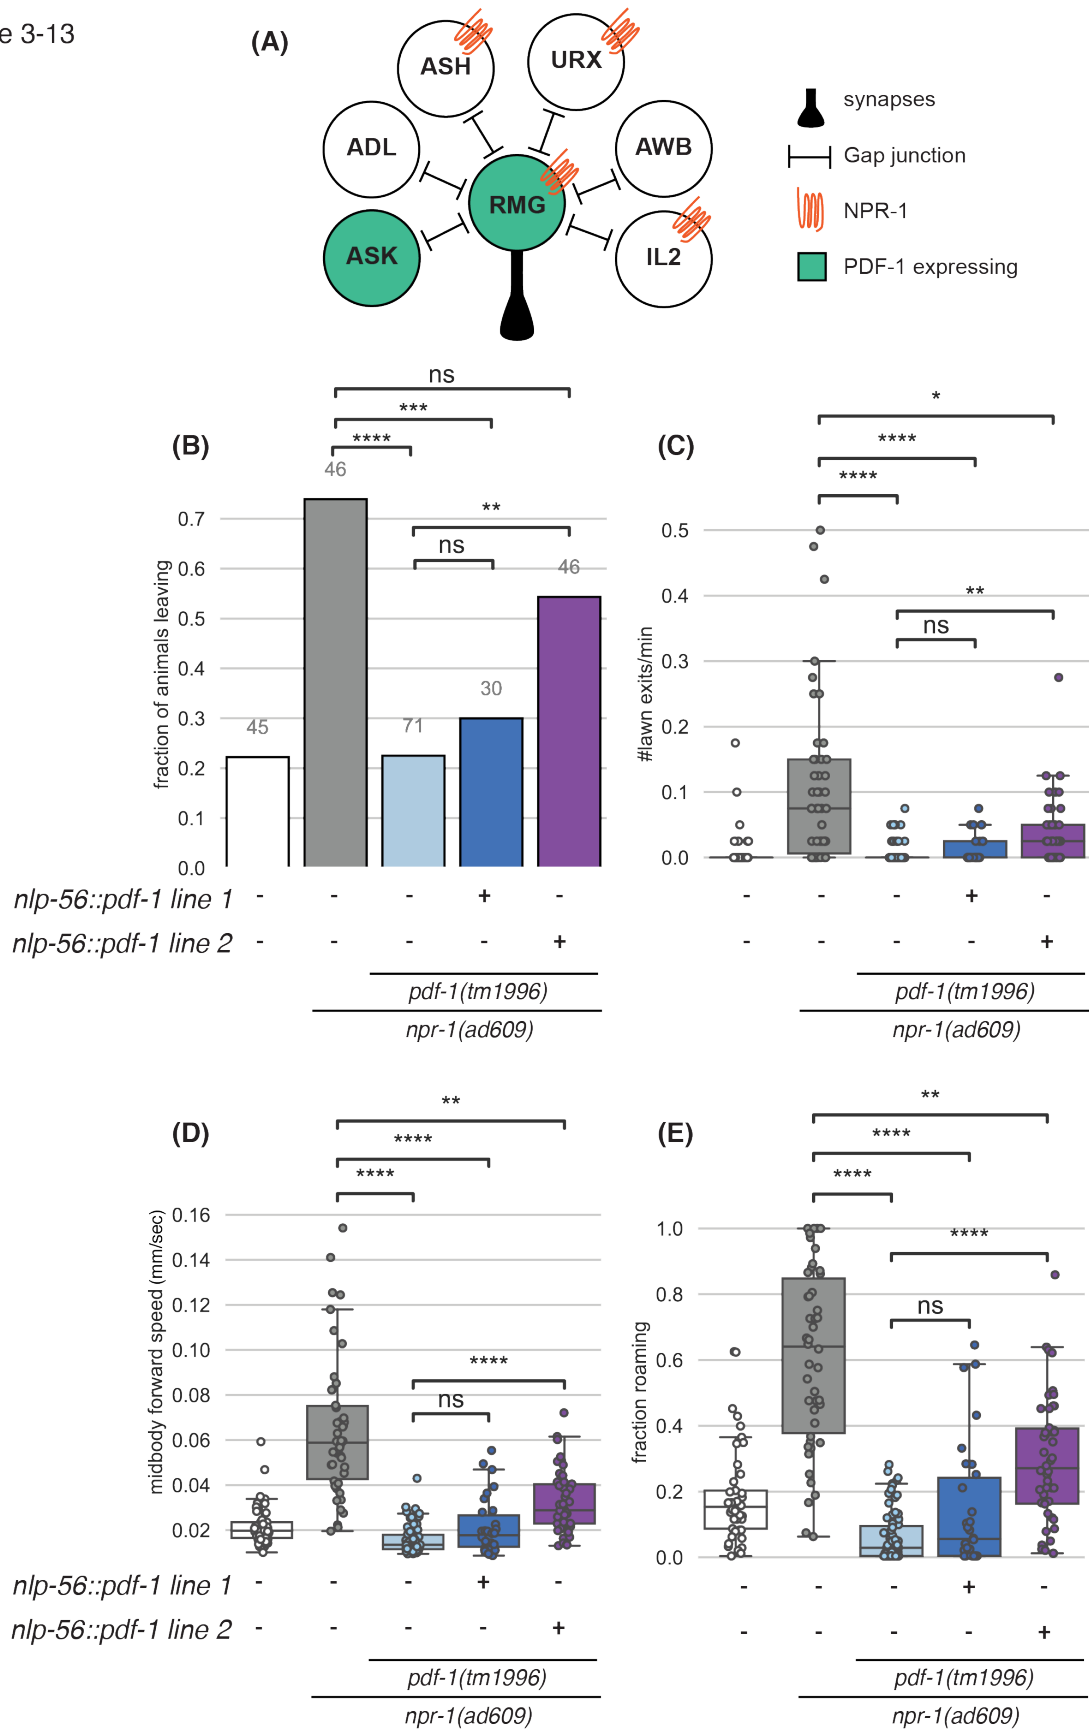 e 3-13
(A)
ASH
URX
ADL
AWB
RMG
ASK
IL2
synapses
Gap junction
NPR-1
PDF-1 expressing
(B)
ns
***
****
46
**
ns
46
30
45
71
fraction of animals leaving
0.7
0.6
0.5
0.4
0.3
0.2
0.1
0.0
nlp-56::pdf-1 line 1 - - - + -
nlp-56::pdf-1 line 2 - - - - +
pdf-1(tm1996)
npr-1(ad609)
(C)
*
****
****
**
ns
#lawn exits/min
0.5
0.4
0.3
0.2
0.1
0.0
- - - + -
- - - - +
pdf-1(tm1996)
npr-1(ad609)
(D)
**
****
****
****
ns
midbody forward speed (mm/sec)
0.16
0.14
0.12
0.10
0.08
0.06
0.04
0.02
nlp-56::pdf-1 line 1 - - - + -
nlp-56::pdf-1 line 2 - - - - +
pdf-1(tm1996)
npr-1(ad609)
(E)
**
****
****
****
ns
fraction roaming
1.0
0.8
0.6
0.4
0.2
0.0
- - - + -
- - - - +
pdf-1(tm1996)
npr-1(ad609)